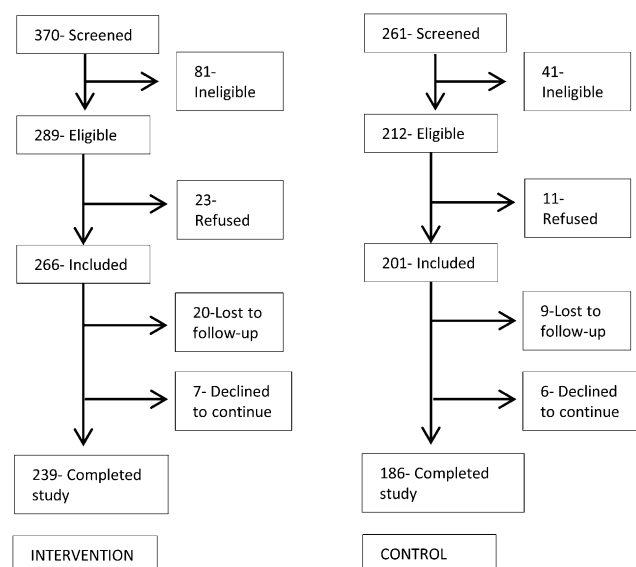 370- Screened
81-
Ineligible
289- Eligible
23-
Refused
266- Included
20-Lost to
follow-up
7- Declined
to continue
239- Completed
study
INTERVENTION
261- Screened
41-
Ineligible
212- Eligible
11-
Refused
201- Included
9-Lost to
follow-up
6- Declined
to continue
186- Completed
study
CONTROL